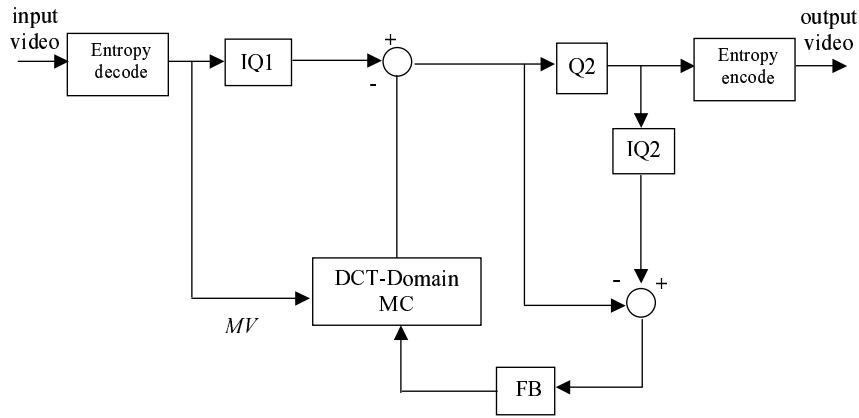 input
video
output
video
Entropy
decode
IQ1
+
-
Q2
Entropy
encode
IQ2
DCT-Domain
MC
MV
-
+
FB